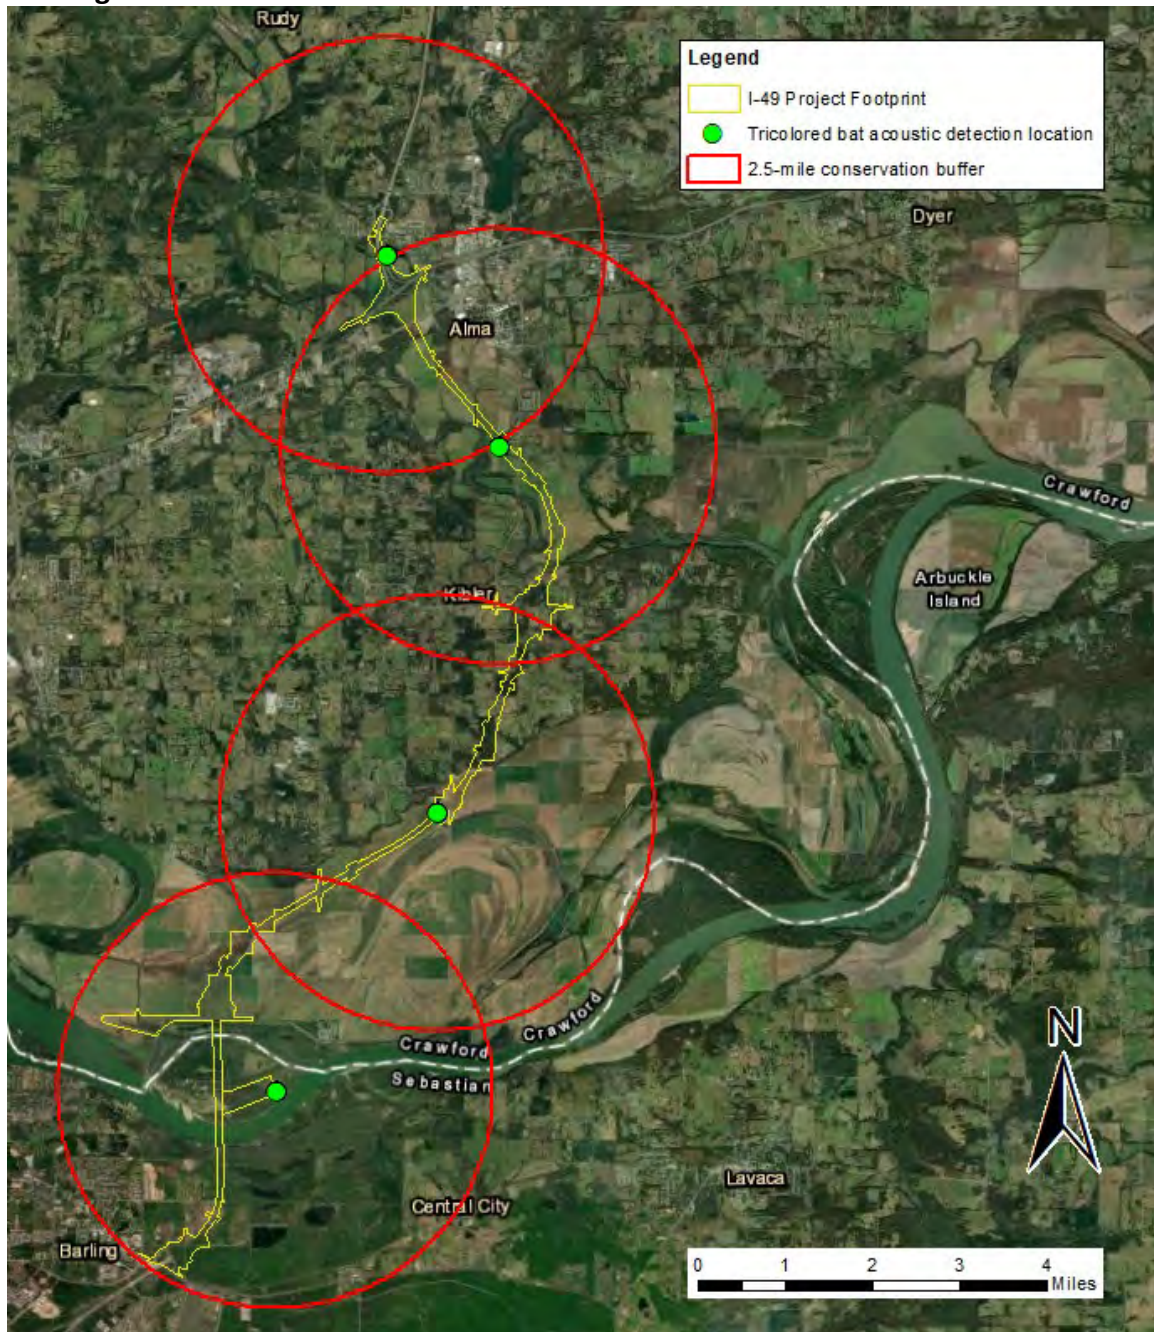 Rudy
Legend
I-49 Project Footprint
Tricolored bat acoustic detection location
2.5-mile conservation buffer
Dyer
Alma
Crawford
Arbuckle
Island
Kibler
N
Crawford
Crawford
Sebastian
Lavaca
Central City
Barling
0 1 2 3 4
Miles